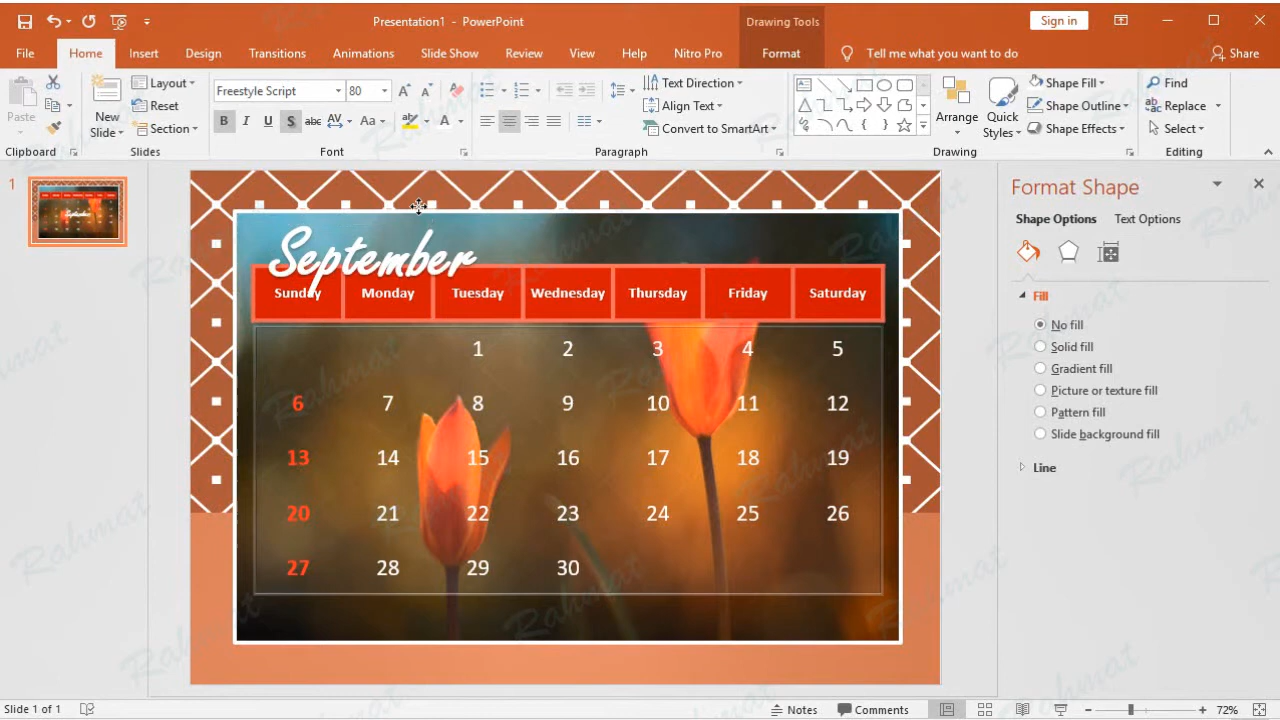 Presentation1 - PowerPoint
Drawing Tools
Sign in
File Home Insert Design Transitions Animations Slide Show Review View Help Nitro Pro Format Tell me what you want to do Share
Paste
New Slide
Layout
Reset
Section
Freestyle Script 80
B I U S abc AV Aa A
Text Direction
Align Text
Convert to SmartArt
Arrange
Quick Styles
Shape Fill
Shape Outline
Shape Effects
Find
Replace
Select
Clipboard Slides Font Paragraph Drawing Editing
1
September
Sunday Monday Tuesday Wednesday Thursday Friday Saturday
1 2 3 4 5
6 7 8 9 10 11 12
13 14 15 16 17 18 19
20 21 22 23 24 25 26
27 28 29 30
Format Shape
Shape Options Text Options
Fill
No fill
Solid fill
Gradient fill
Picture or texture fill
Pattern fill
Slide background fill
Line
Slide 1 of 1
Notes Comments 72%
Rahmat